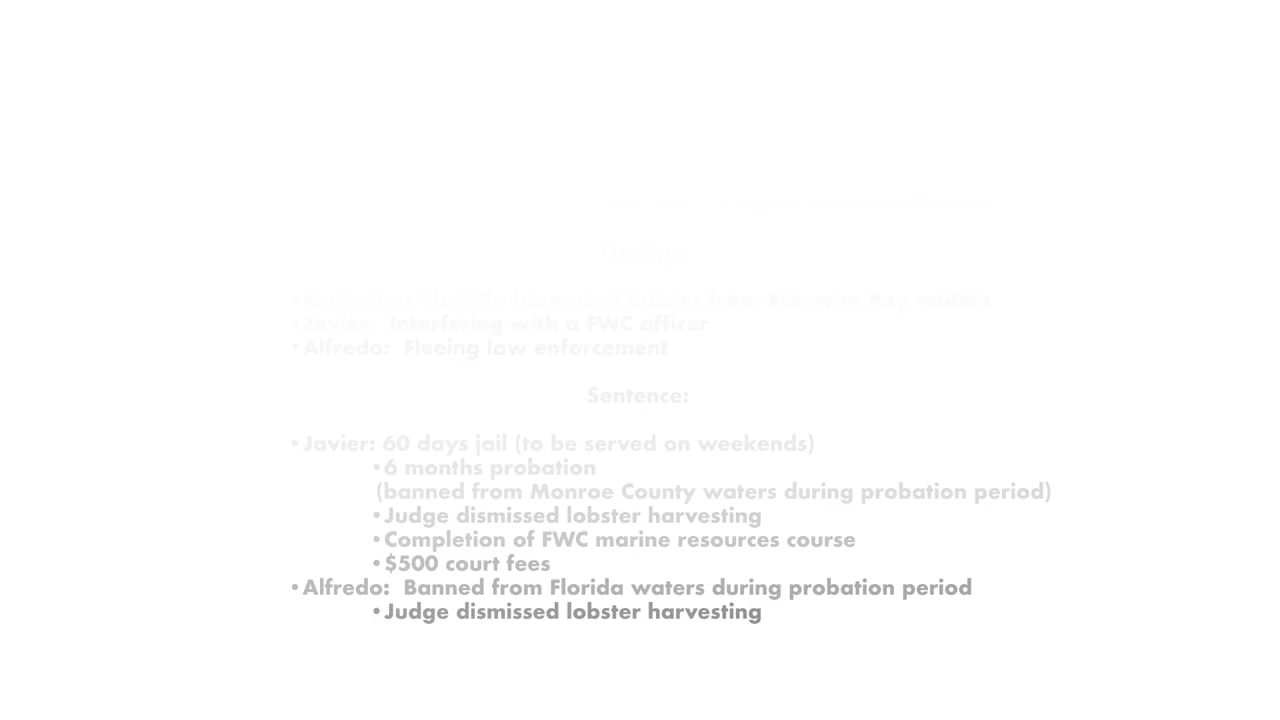 • Numerous illegally harvested lobster from Biscayne Bay waters
• Javier: Interfering with a FWC officer
• Alfredo: Fleeing law enforcement
Sentence:
• Javier: 60 days jail (to be served on weekends)
• 6 months probation
(banned from Monroe County waters during probation period)
• Judge dismissed lobster harvesting
• Completion of FWC marine resources course
• $500 court fees
• Alfredo: Banned from Florida waters during probation period
• Judge dismissed lobster harvesting